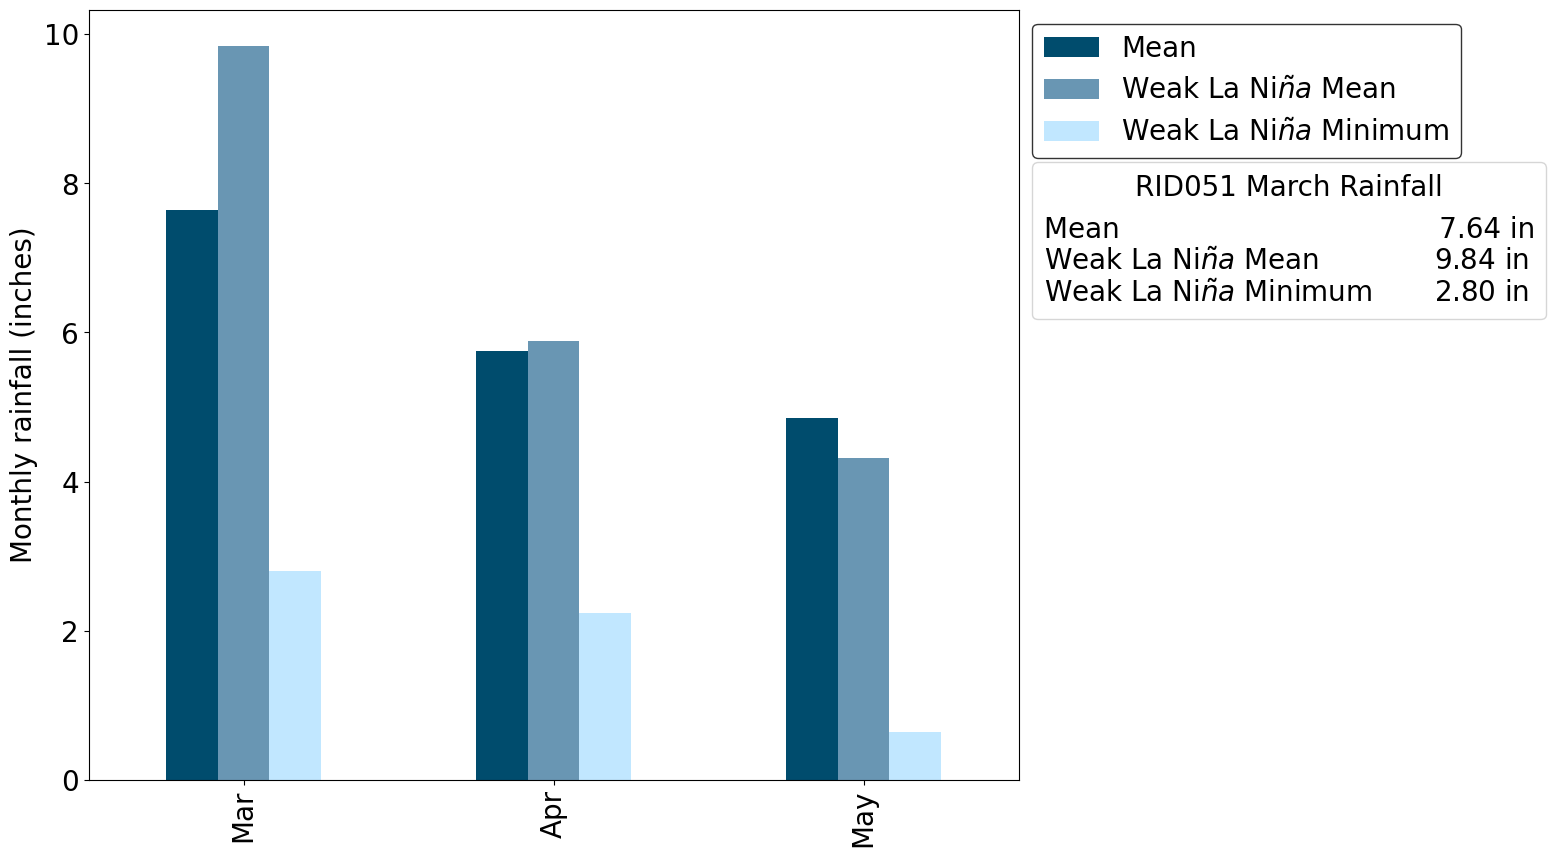 Monthly rainfall (inches)
10
8
6
4
2
0
Mar
Apr
May
Mean
Weak La Niña Mean
Weak La Niña Minimum
RID051 March Rainfall
Mean 7.64 in
Weak La Niña Mean 9.84 in
Weak La Niña Minimum 2.80 in